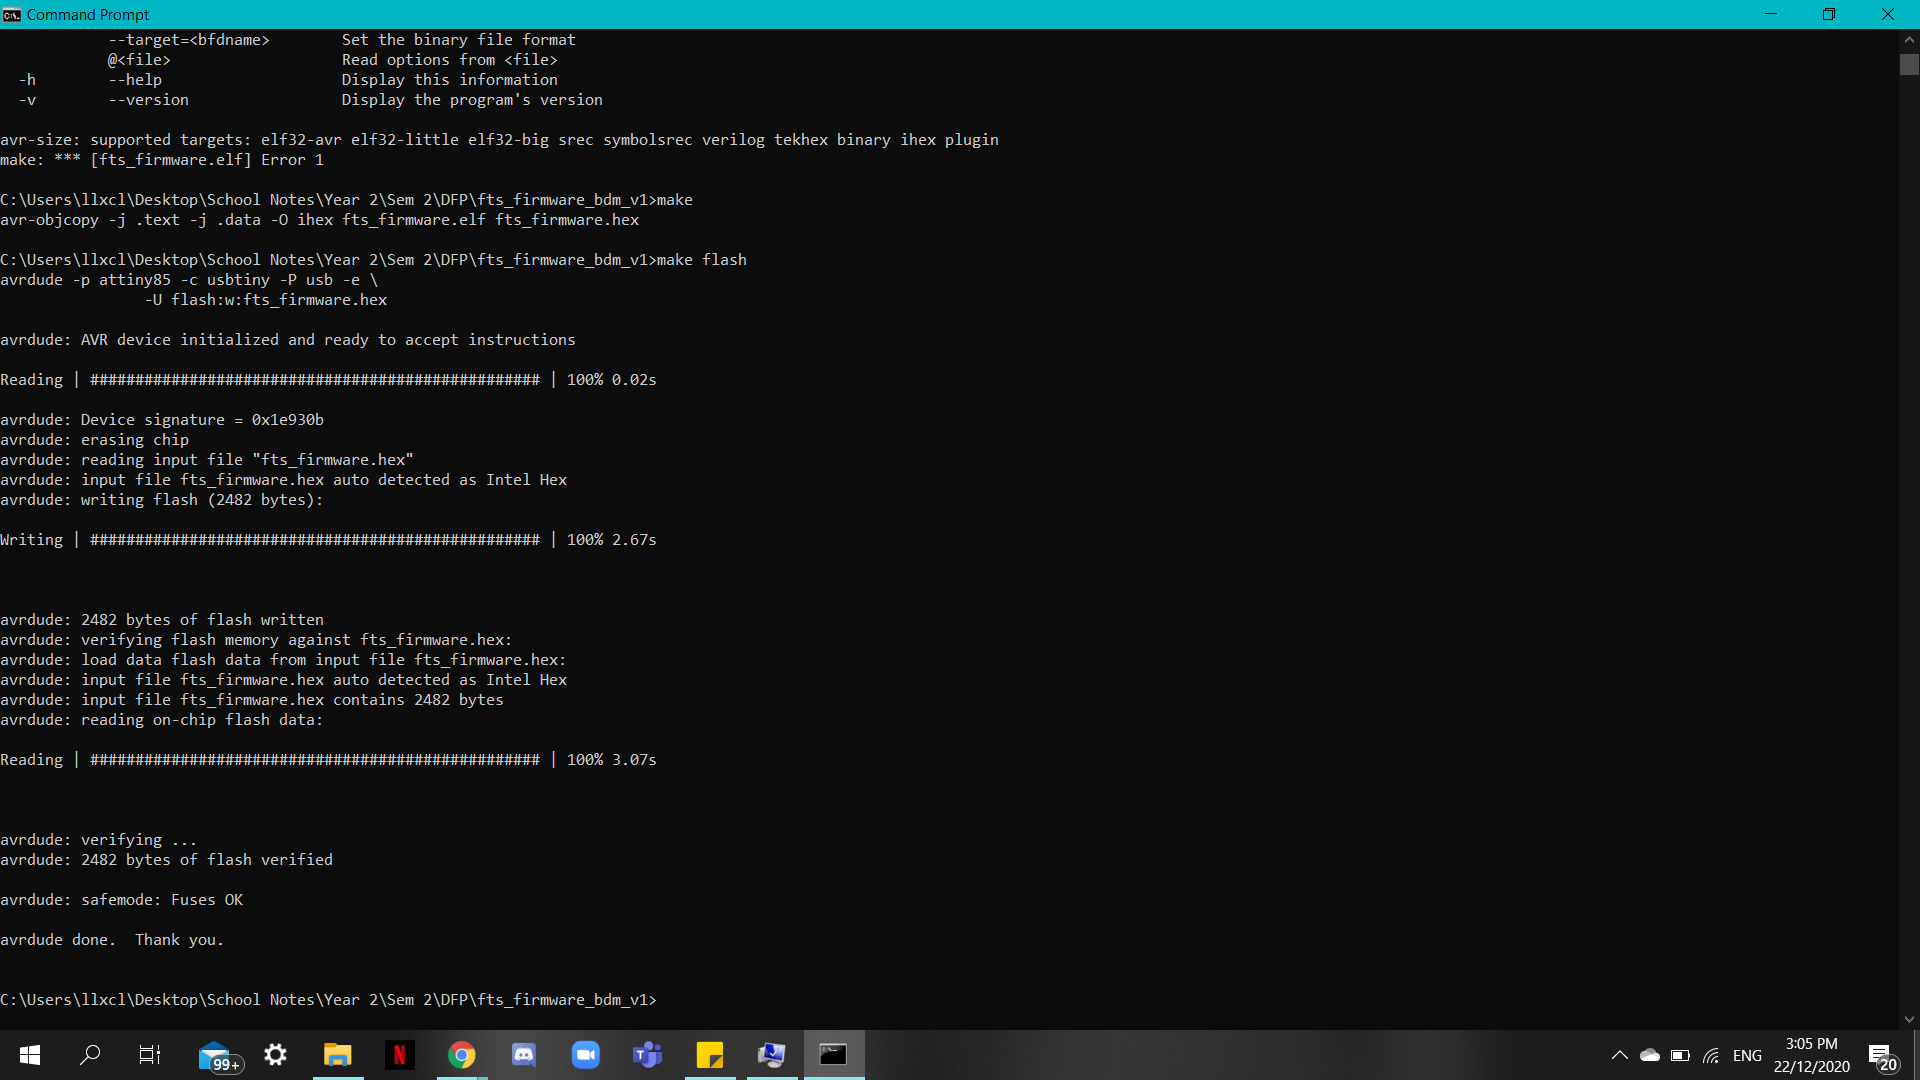 Command Prompt
--target=<bfdname>        Set the binary file format
@<file>                   Read options from <file>
-h        --help                    Display this information
-v        --version                 Display the program's version
avr-size: supported targets: elf32-avr elf32-little elf32-big srec symbolsrec verilog tekhex binary ihex plugin
make: *** [fts_firmware.elf] Error 1
C:\Users\llxcl\Desktop\School Notes\Year 2\Sem 2\DFP\fts_firmware_bdm_v1>make
avr-objcopy -j .text -j .data -O ihex fts_firmware.elf fts_firmware.hex
C:\Users\llxcl\Desktop\School Notes\Year 2\Sem 2\DFP\fts_firmware_bdm_v1>make flash
avrdude -p attiny85 -c usbtiny -P usb -e \
-U flash:w:fts_firmware.hex
avrdude: AVR device initialized and ready to accept instructions
Reading | ################################################## | 100% 0.02s
avrdude: Device signature = 0x1e930b
avrdude: erasing chip
avrdude: reading input file "fts_firmware.hex"
avrdude: input file fts_firmware.hex auto detected as Intel Hex
avrdude: writing flash (2482 bytes):
Writing | ################################################## | 100% 2.67s
avrdude: 2482 bytes of flash written
avrdude: verifying flash memory against fts_firmware.hex:
avrdude: load data flash data from input file fts_firmware.hex:
avrdude: input file fts_firmware.hex auto detected as Intel Hex
avrdude: input file fts_firmware.hex contains 2482 bytes
avrdude: reading on-chip flash data:
Reading | ################################################## | 100% 3.07s
avrdude: verifying ...
avrdude: 2482 bytes of flash verified
avrdude: safemode: Fuses OK
avrdude done.  Thank you.
C:\Users\llxcl\Desktop\School Notes\Year 2\Sem 2\DFP\fts_firmware_bdm_v1>
99+
N
ENG
3:05 PM
22/12/2020
20